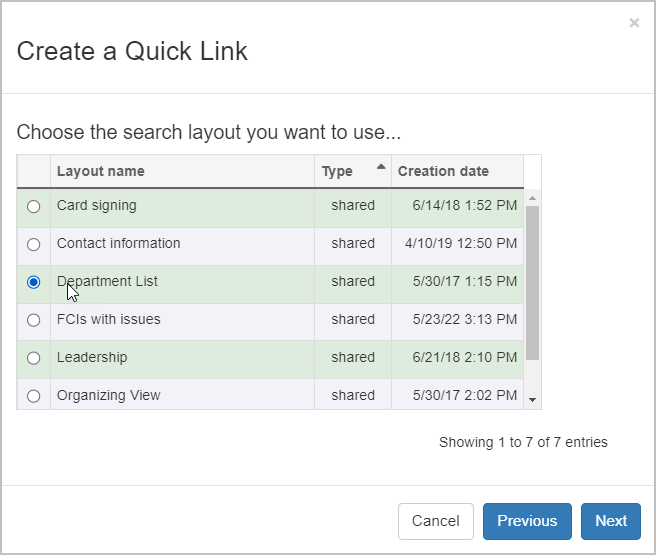 ×
Create a Quick Link
Choose the search layout you want to use...
Layout name Type Creation date
Card signing shared 6/14/18 1:52 PM
Contact information shared 4/10/19 12:50 PM
Department List shared 5/30/17 1:15 PM
FCIs with issues shared 5/23/22 3:13 PM
Leadership shared 6/21/18 2:10 PM
Organizing View shared 5/30/17 2:02 PM
Showing 1 to 7 of 7 entries
Cancel Previous Next